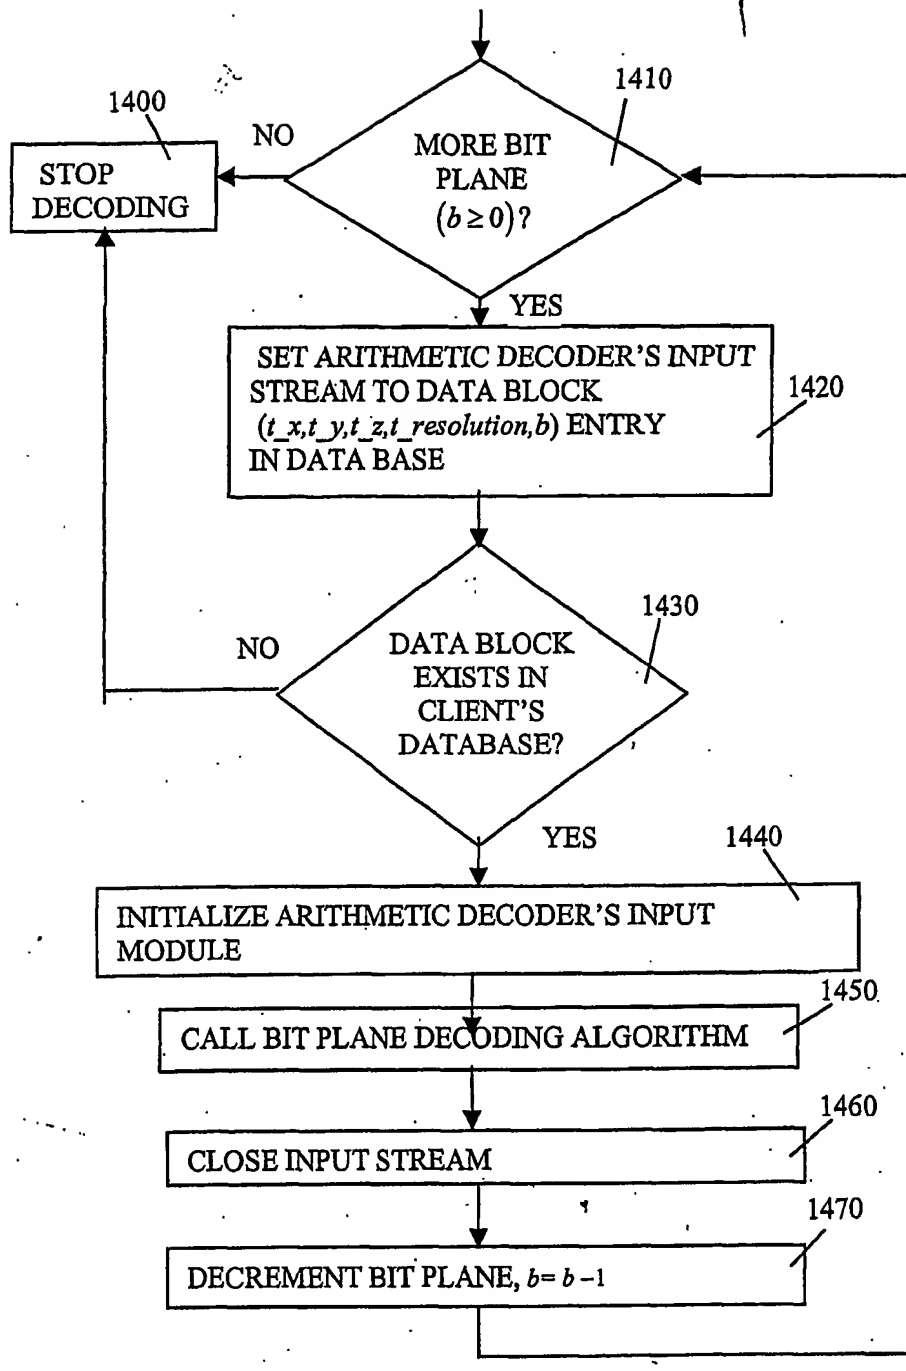 1410
1400
NO
MORE BIT
PLANE
(b ≥ 0)?
STOP
DECODING
YES
SET ARITHMETIC DECODER'S INPUT
STREAM TO DATA BLOCK
(t_x,t_y,t_z,t_resolution,b) ENTRY
IN DATA BASE
1420
1430
NO
DATA BLOCK
EXISTS IN
CLIENT'S
DATABASE?
YES
1440
INITIALIZE ARITHMETIC DECODER'S INPUT
MODULE
1450
CALL BIT PLANE DECODING ALGORITHM
1460
CLOSE INPUT STREAM
1470
DECREMENT BIT PLANE, b= b -1